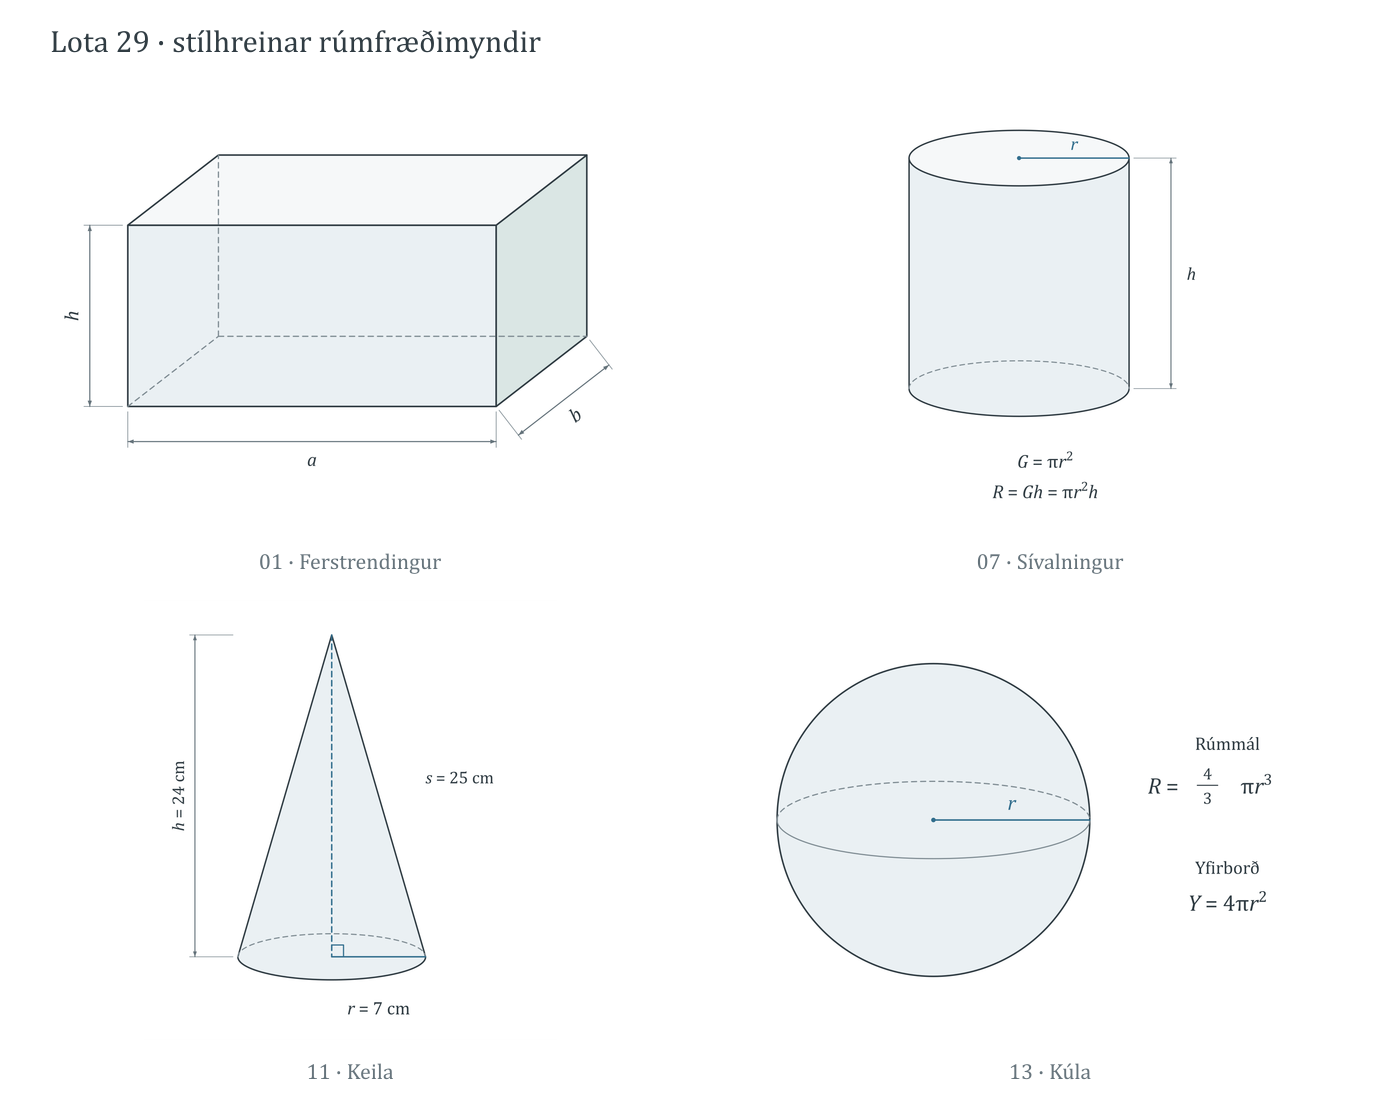 Lota 29 · stílhreinar rúmfræðimyndir
h
a
b
01 · Ferstrendingur
r
h
G = πr²
R = Gh = πr²h
07 · Sívalningur
h = 24 cm
s = 25 cm
r = 7 cm
11 · Keila
r
Rúmmál
R = 4/3 πr³
Yfirborð
Y = 4πr²
13 · Kúla